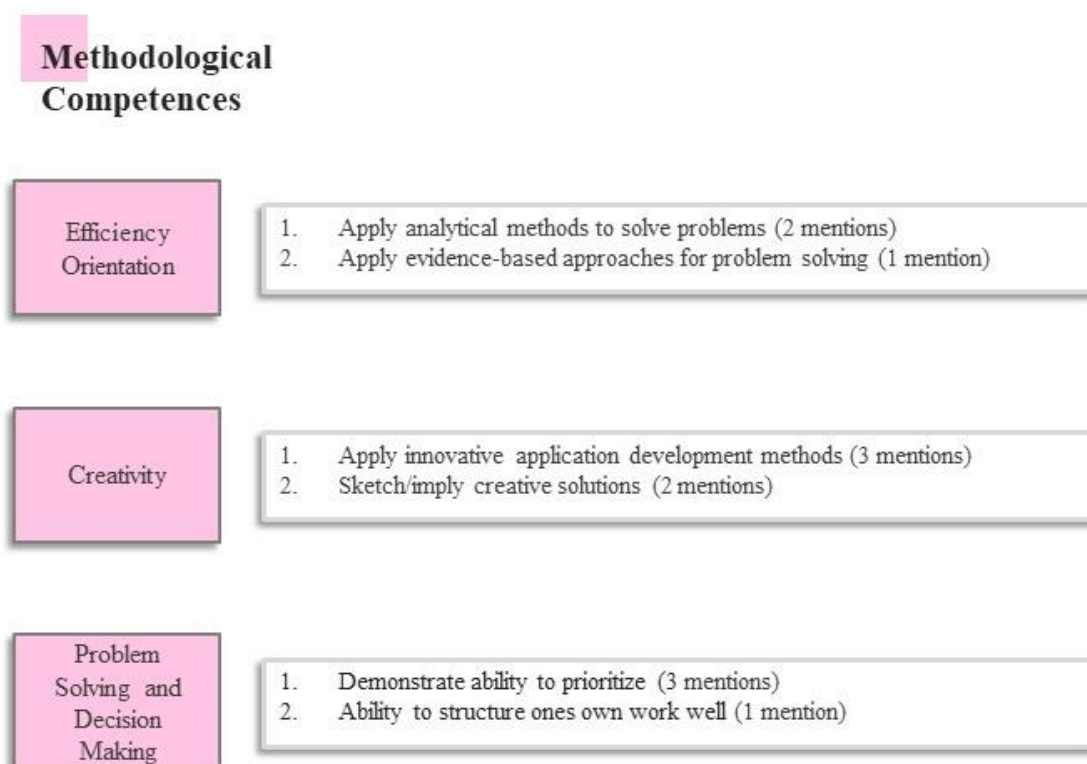 Methodological
Competences
Efficiency
Orientation
1. Apply analytical methods to solve problems (2 mentions)
2. Apply evidence-based approaches for problem solving (1 mention)
Creativity
1. Apply innovative application development methods (3 mentions)
2. Sketch/imply creative solutions (2 mentions)
Problem
Solving and
Decision
Making
1. Demonstrate ability to prioritize (3 mentions)
2. Ability to structure ones own work well (1 mention)